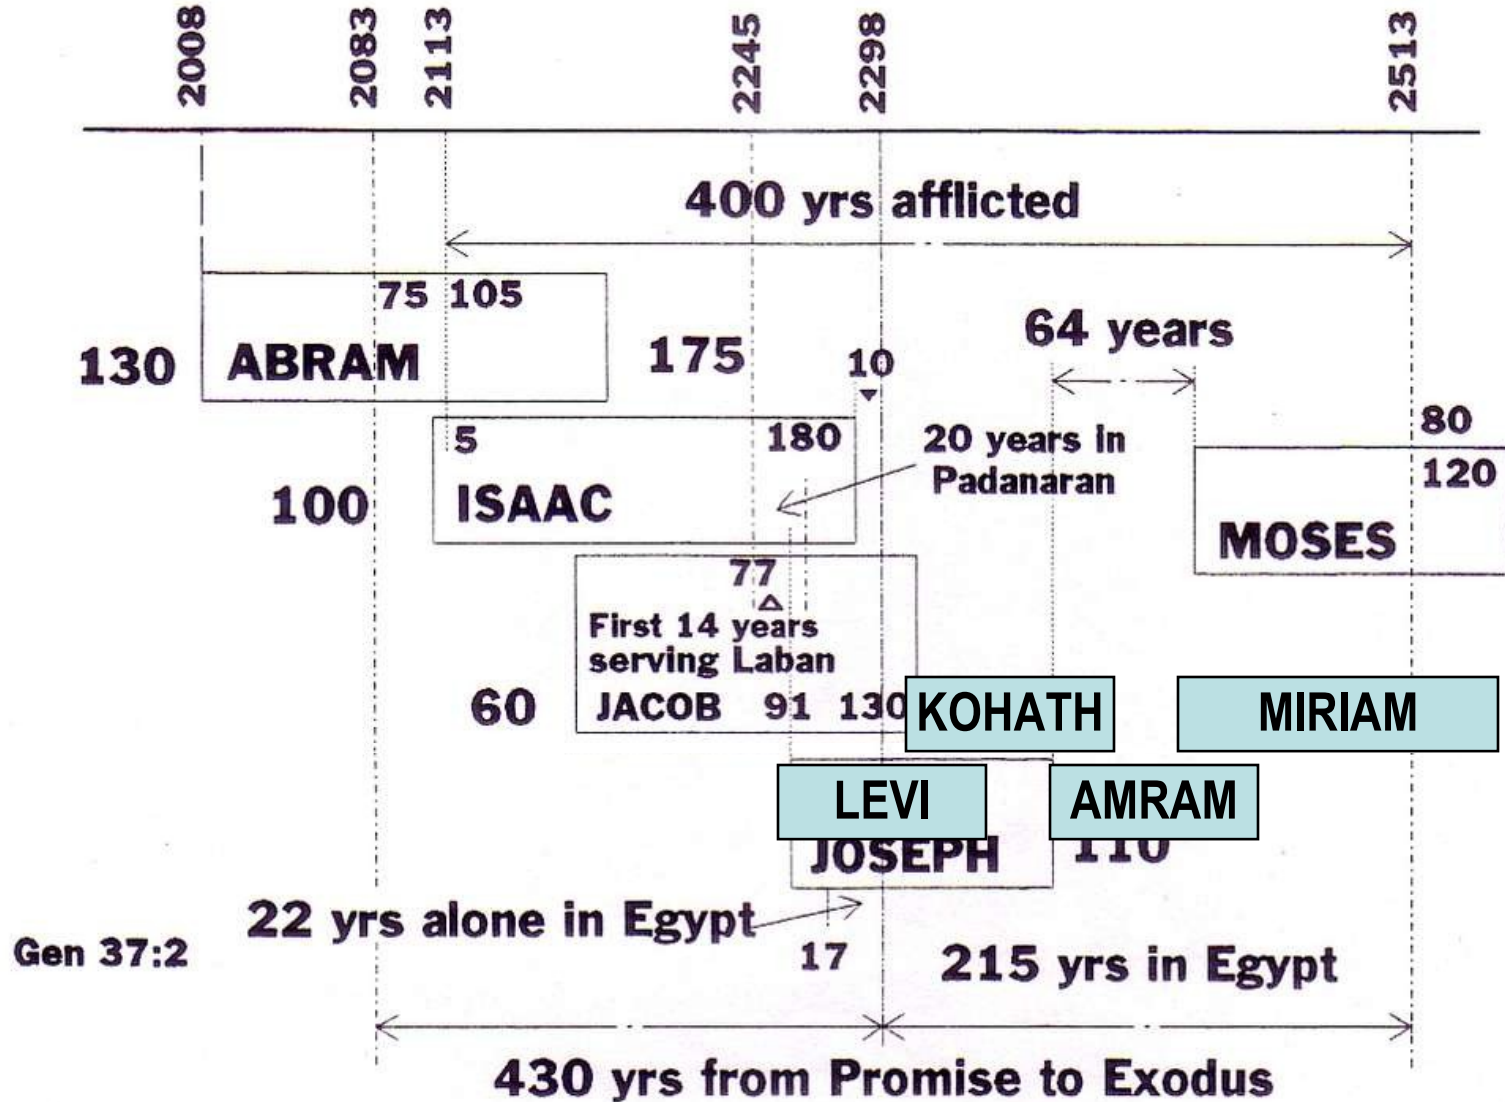 2008 2083 2113 2245 2298 2513
400 yrs afflicted
75 105
64 years
130 ABRAM 175 10
5 180 20 years in 80
Padanaran 120
100 ISAAC MOSES
77
First 14 years
serving Laban
60 JACOB 91 130 KOHATH MIRIAM
LEVI AMRAM
JOSEPH 110
22 yrs alone in Egypt
Gen 37:2 17 215 yrs in Egypt
430 yrs from Promise to Exodus